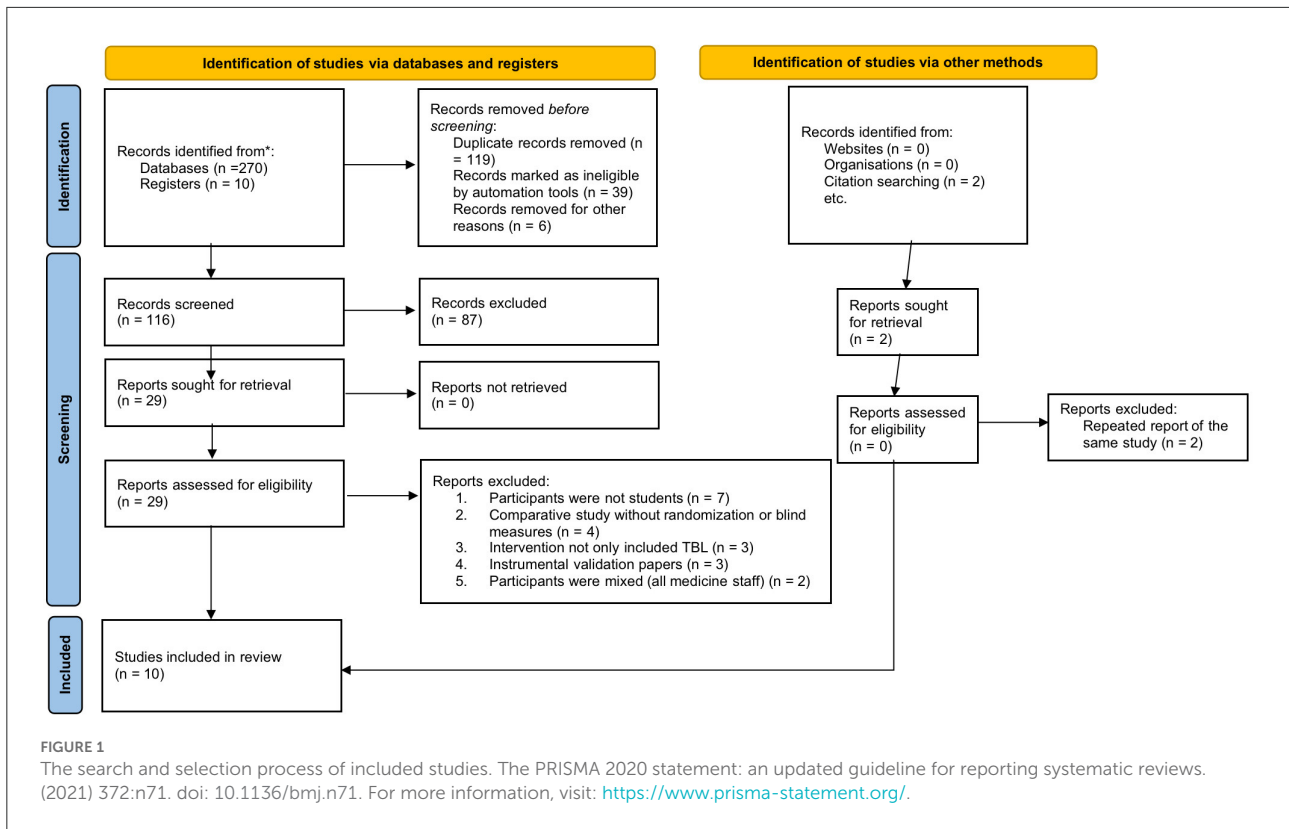 Identification of studies via databases and registers
Identification of studies via other methods
Identification
Records identified from*:
Databases (n =270)
Registers (n = 10)
Records removed before
screening:
Duplicate records removed (n
= 119)
Records marked as ineligible
by automation tools (n = 39)
Records removed for other
reasons (n = 6)
Records identified from:
Websites (n = 0)
Organisations (n = 0)
Citation searching (n = 2)
etc.
Screening
Records screened
(n = 116)
Records excluded
(n = 87)
Reports sought
for retrieval
(n = 2)
Reports sought for retrieval
(n = 29)
Reports not retrieved
(n = 0)
Reports assessed
for eligibility
(n = 0)
Reports excluded:
Repeated report of the
same study (n = 2)
Reports assessed for eligibility
(n = 29)
Reports excluded:
1. Participants were not students (n = 7)
2. Comparative study without randomization or blind
measures (n = 4)
3. Intervention not only included TBL (n = 3)
4. Instrumental validation papers (n = 3)
5. Participants were mixed (all medicine staff) (n = 2)
Included
Studies included in review
(n = 10)
FIGURE 1
The search and selection process of included studies. The PRISMA 2020 statement: an updated guideline for reporting systematic reviews.
(2021) 372:n71. doi: 10.1136/bmj.n71. For more information, visit: https://www.prisma-statement.org/.